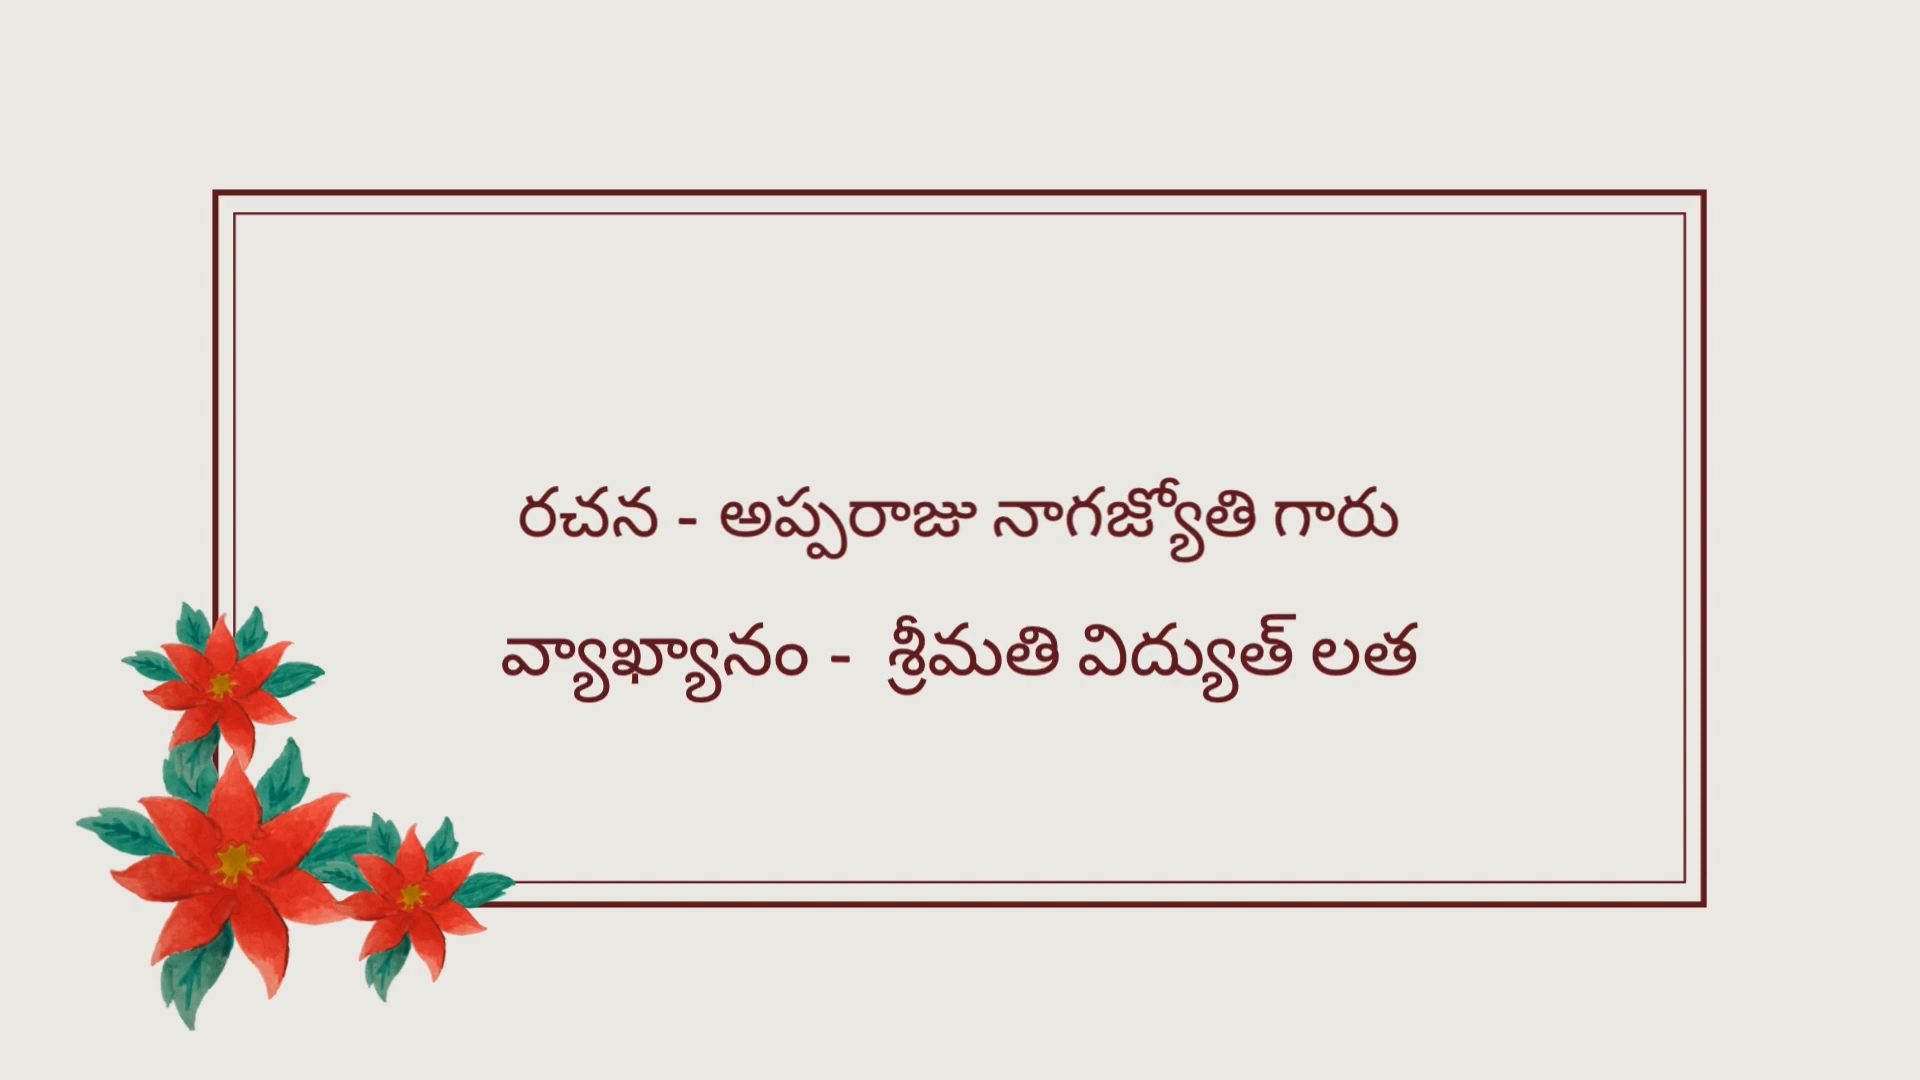 రచన - అప్పరాజు నాగజ్యోతి గారు
వ్యాఖ్యానం - శ్రీమతి విద్యుత్ లత